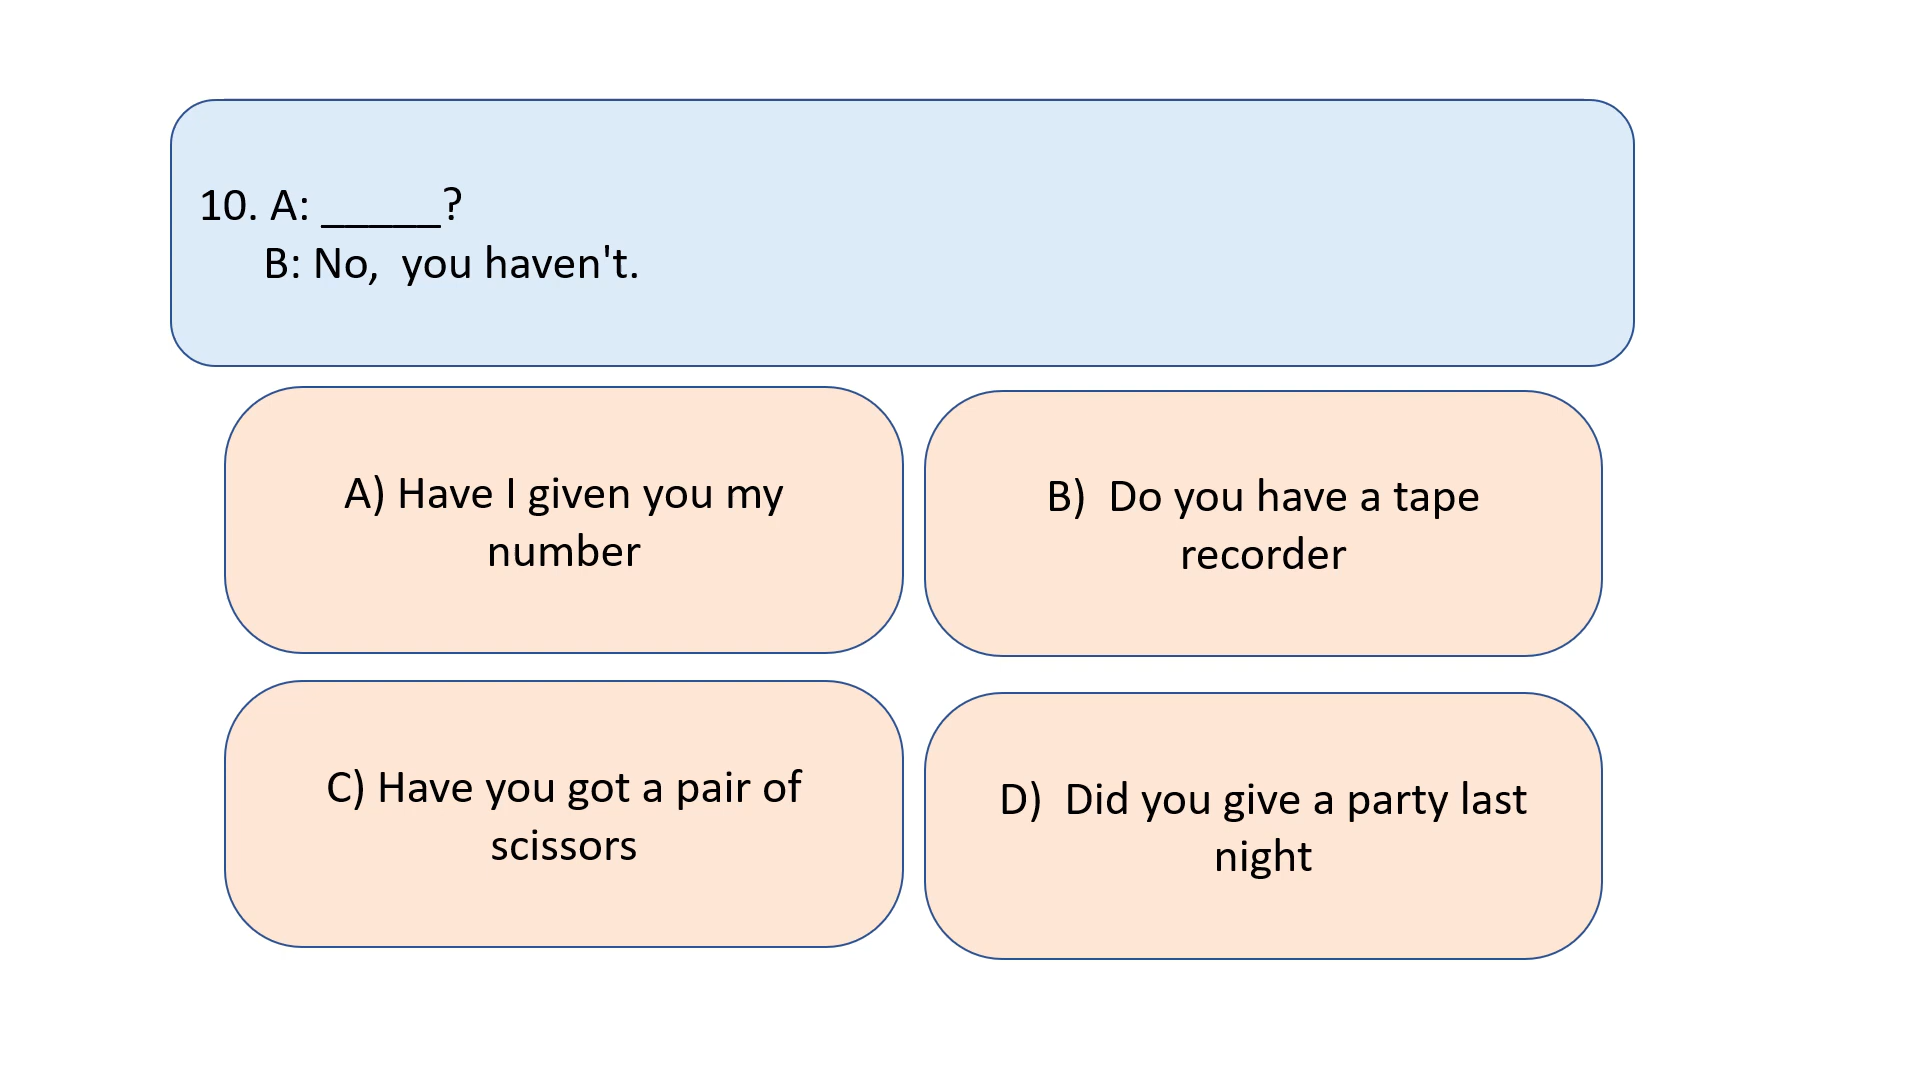 10. A: _____?
B: No,  you haven't.
A) Have I given you my
number
B)  Do you have a tape
recorder
C) Have you got a pair of
scissors
D)  Did you give a party last
night